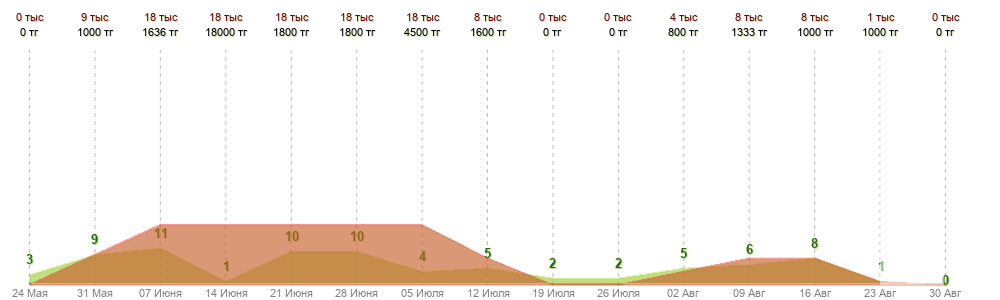 0 тыс 9 тыс 18 тыс 18 тыс 18 тыс 18 тыс 18 тыс 8 тыс 0 тыс 0 тыс 4 тыс 8 тыс 8 тыс 1 тыс 0 тыс
0 тг 1000 тг 1636 тг 18000 тг 1800 тг 1800 тг 4500 тг 1600 тг 0 тг 0 тг 800 тг 1333 тг 1000 тг 1000 тг 0 тг
3 9 11 1 10 10 4 5 2 2 5 6 8 1 0
24 Мая 31 Мая 07 Июня 14 Июня 21 Июня 28 Июня 05 Июля 12 Июля 19 Июля 26 Июля 02 Авг 09 Авг 16 Авг 23 Авг 30 Авг